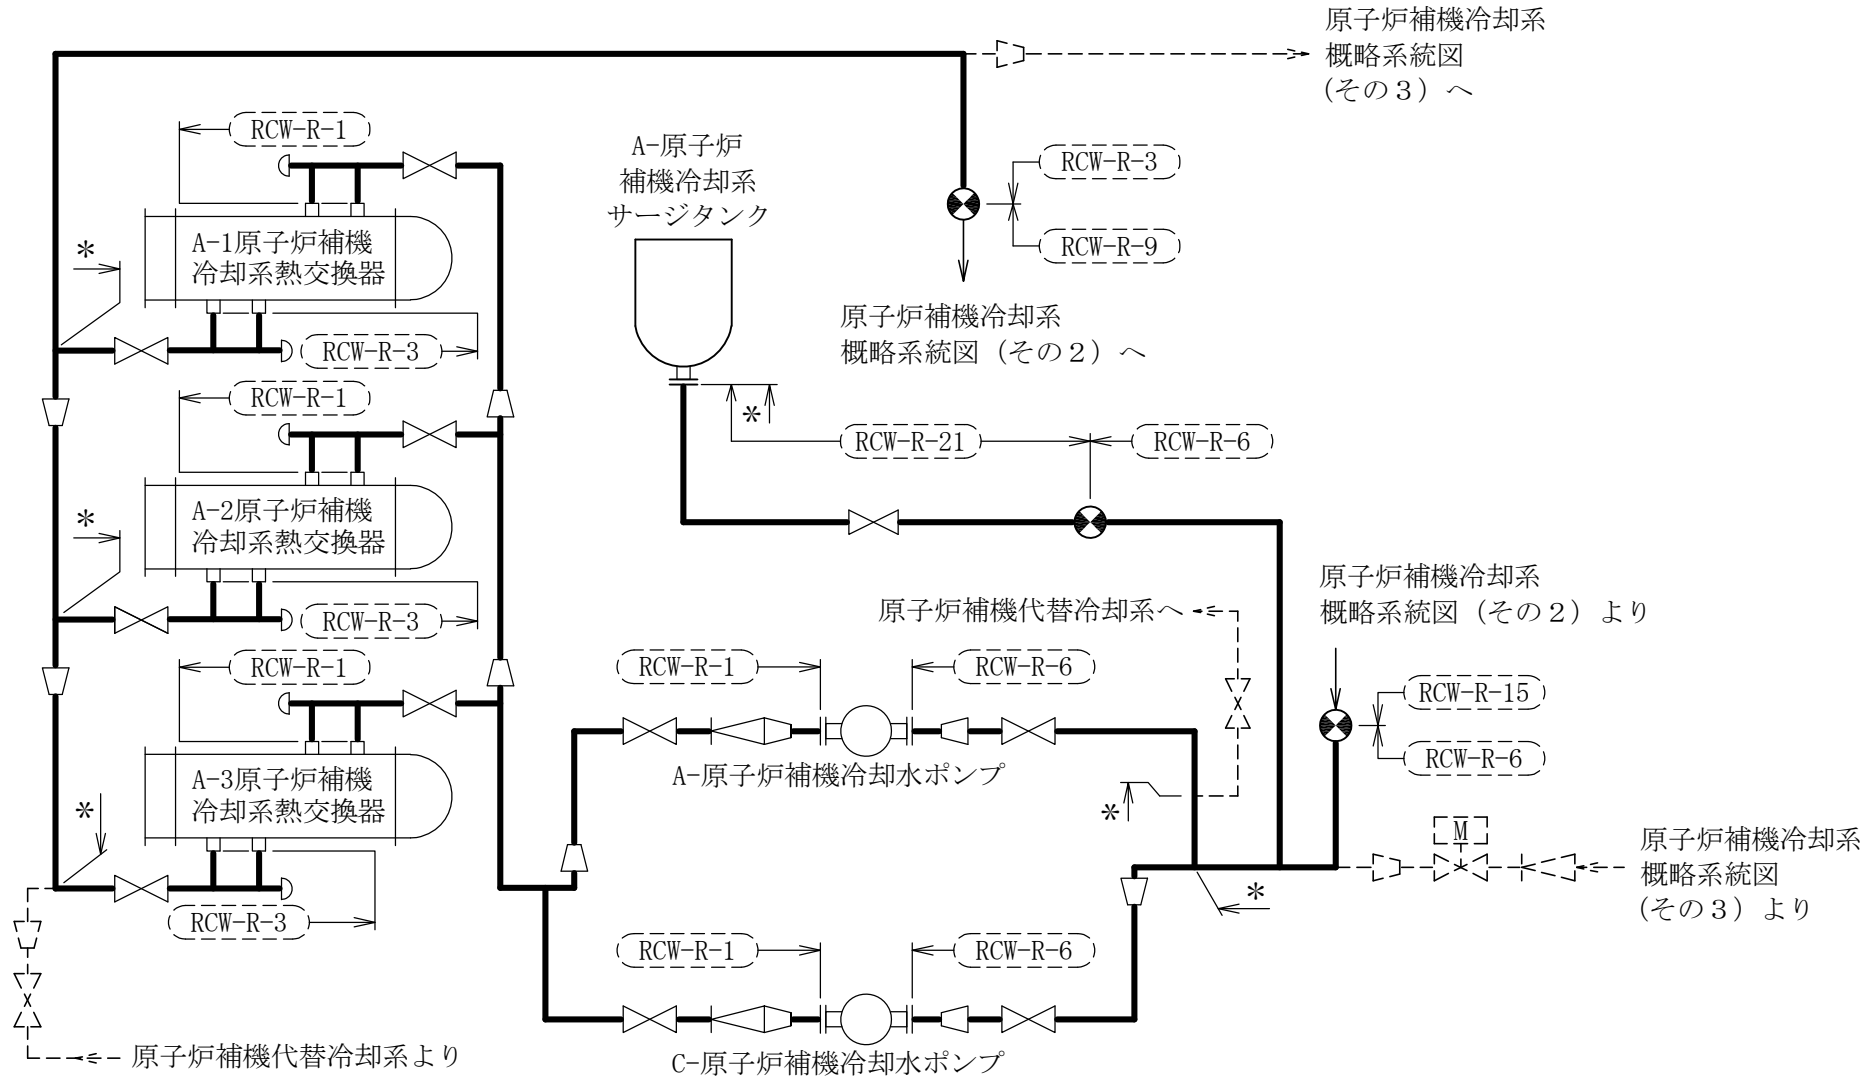 原子炉補機冷却系
概略系統図
(その3）へ
RCW-R-1
A-原子炉
補機冷却系
サージタンク
RCW-R-3
RCW-R-9
A-1原子炉補機
冷却系熱交換器
*
原子炉補機冷却系
概略系統図（その２）へ
RCW-R-3
RCW-R-1
*
RCW-R-21
RCW-R-6
A-2原子炉補機
冷却系熱交換器
*
原子炉補機冷却系
概略系統図（その２）より
原子炉補機代替冷却系へ
RCW-R-3
RCW-R-1
RCW-R-1
RCW-R-6
RCW-R-15
RCW-R-6
A-3原子炉補機
冷却系熱交換器
*
A-原子炉補機冷却水ポンプ
*
M
原子炉補機冷却系
概略系統図
(その３）より
*
RCW-R-3
RCW-R-1
RCW-R-6
原子炉補機代替冷却系より
C-原子炉補機冷却水ポンプ